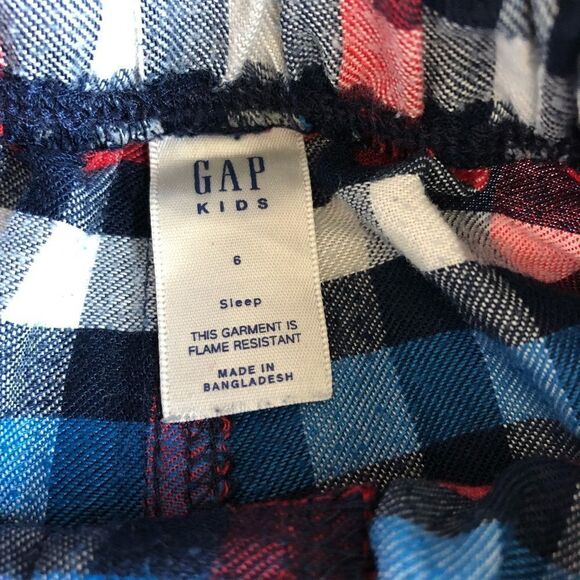 GAP
KIDS
6
Sleep
THIS GARMENT IS
FLAME RESISTANT
MADE IN
BANGLADESH